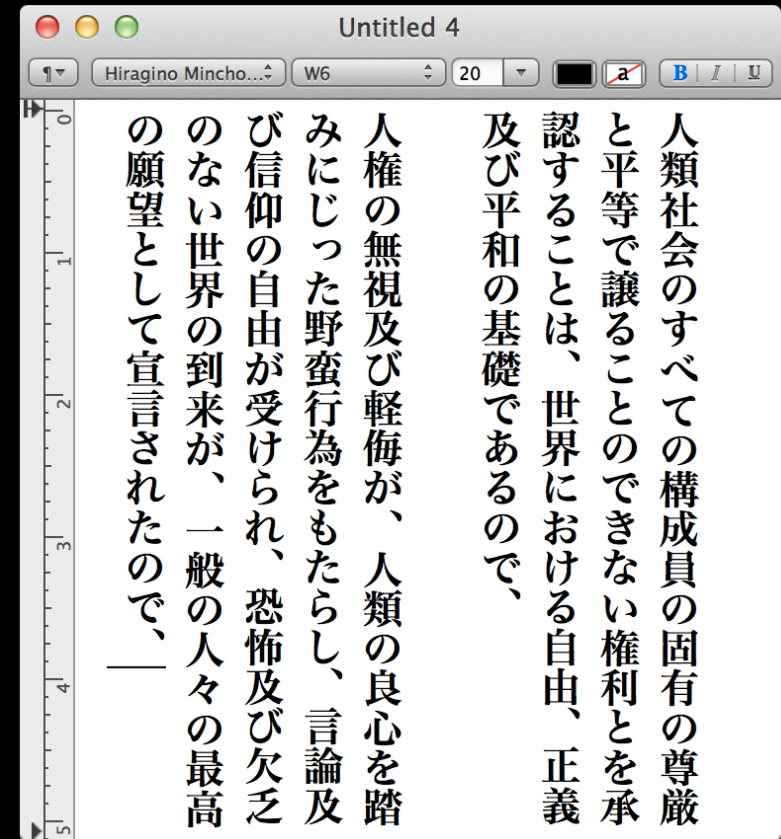 Untitled 4
¶ Hiragino Mincho... W6 20 a B I U
0
1
2
3
4
5
人類社会のすべての構成員の固有の尊厳
と平等で譲ることのできない権利とを承
認することは、世界における自由、正義
及び平和の基礎であるので、
人権の無視及び軽侮が、人類の良心を踏
みにじった野蛮行為をもたらし、言論及
び信仰の自由が受けられ、恐怖及び欠乏
のない世界の到来が、一般の人々の最高
の願望として宣言されたので、